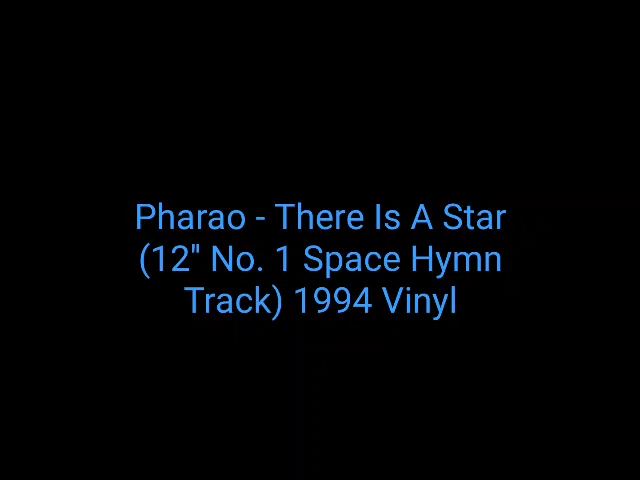 Pharao - There Is A Star
(12" No. 1 Space Hymn
Track) 1994 Vinyl